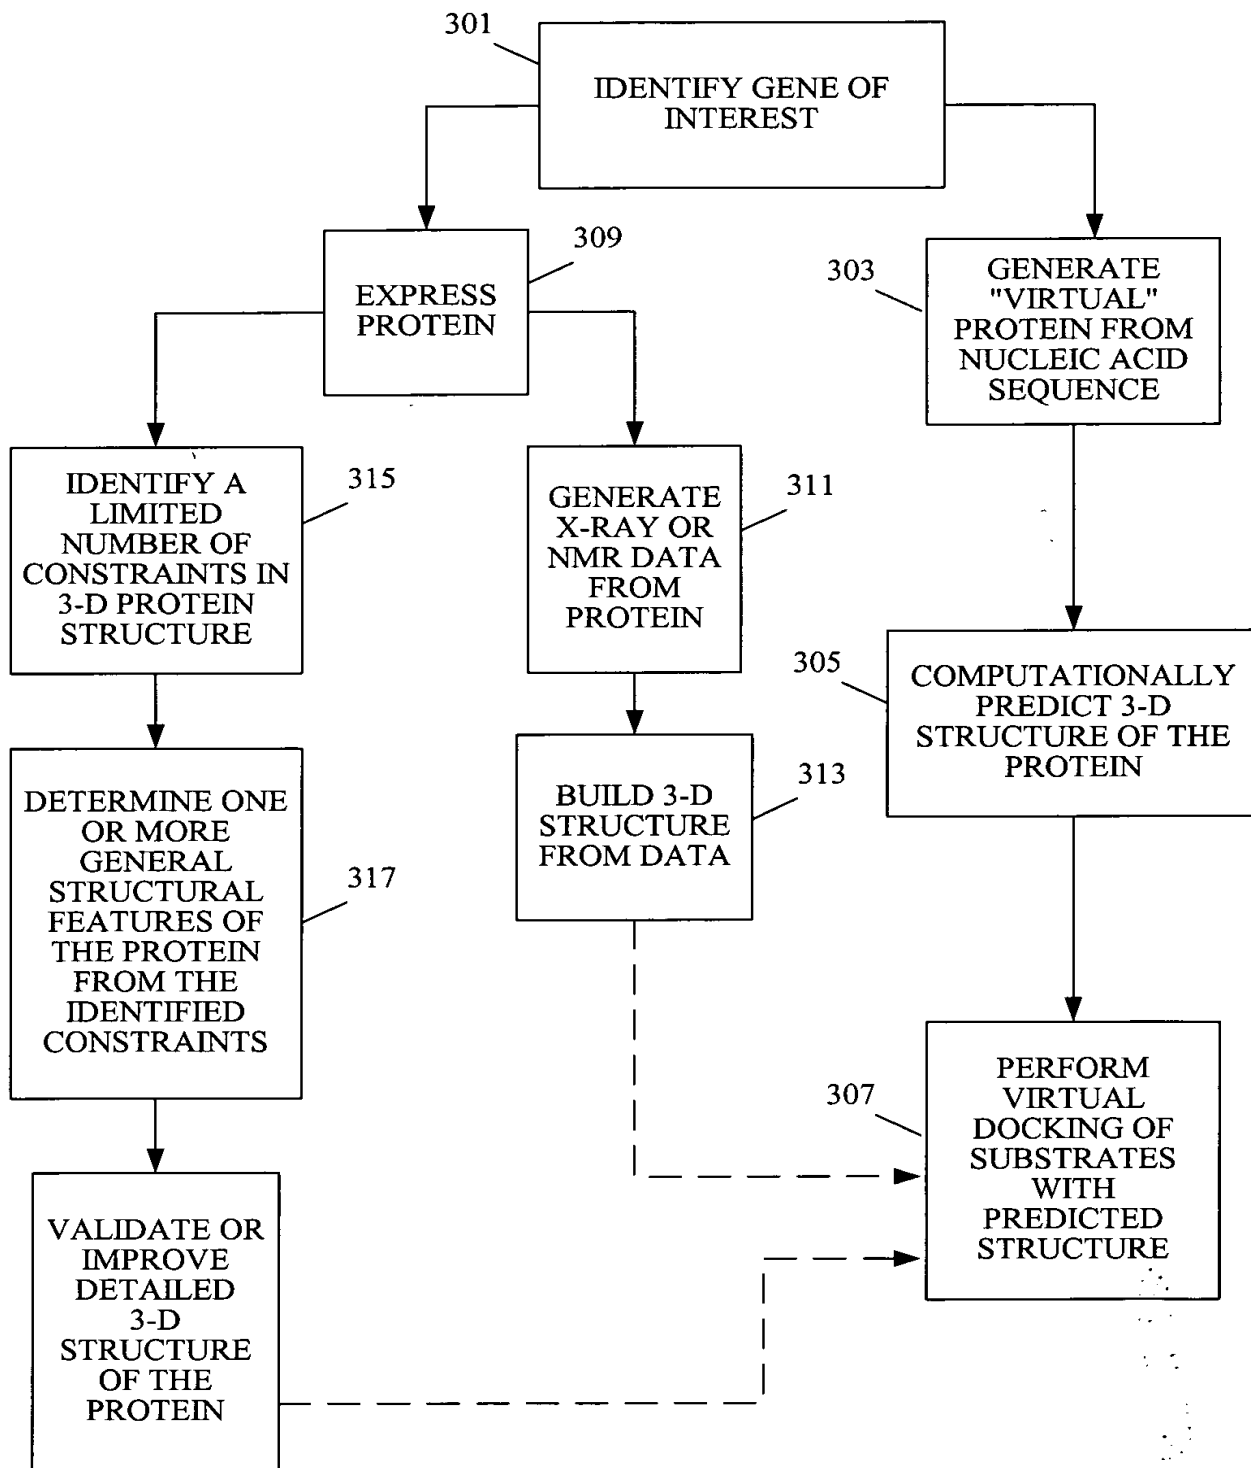 301
IDENTIFY GENE OF
INTEREST
309
EXPRESS
PROTEIN
303
GENERATE
"VIRTUAL"
PROTEIN FROM
NUCLEIC ACID
SEQUENCE
315
IDENTIFY A
LIMITED
NUMBER OF
CONSTRAINTS IN
3-D PROTEIN
STRUCTURE
311
GENERATE
X-RAY OR
NMR DATA
FROM
PROTEIN
305
COMPUTATIONALLY
PREDICT 3-D
STRUCTURE OF THE
PROTEIN
317
DETERMINE ONE
OR MORE
GENERAL
STRUCTURAL
FEATURES OF
THE PROTEIN
FROM THE
IDENTIFIED
CONSTRAINTS
313
BUILD 3-D
STRUCTURE
FROM DATA
307
PERFORM
VIRTUAL
DOCKING OF
SUBSTRATES
WITH
PREDICTED
STRUCTURE
VALIDATE OR
IMPROVE
DETAILED
3-D
STRUCTURE
OF THE
PROTEIN